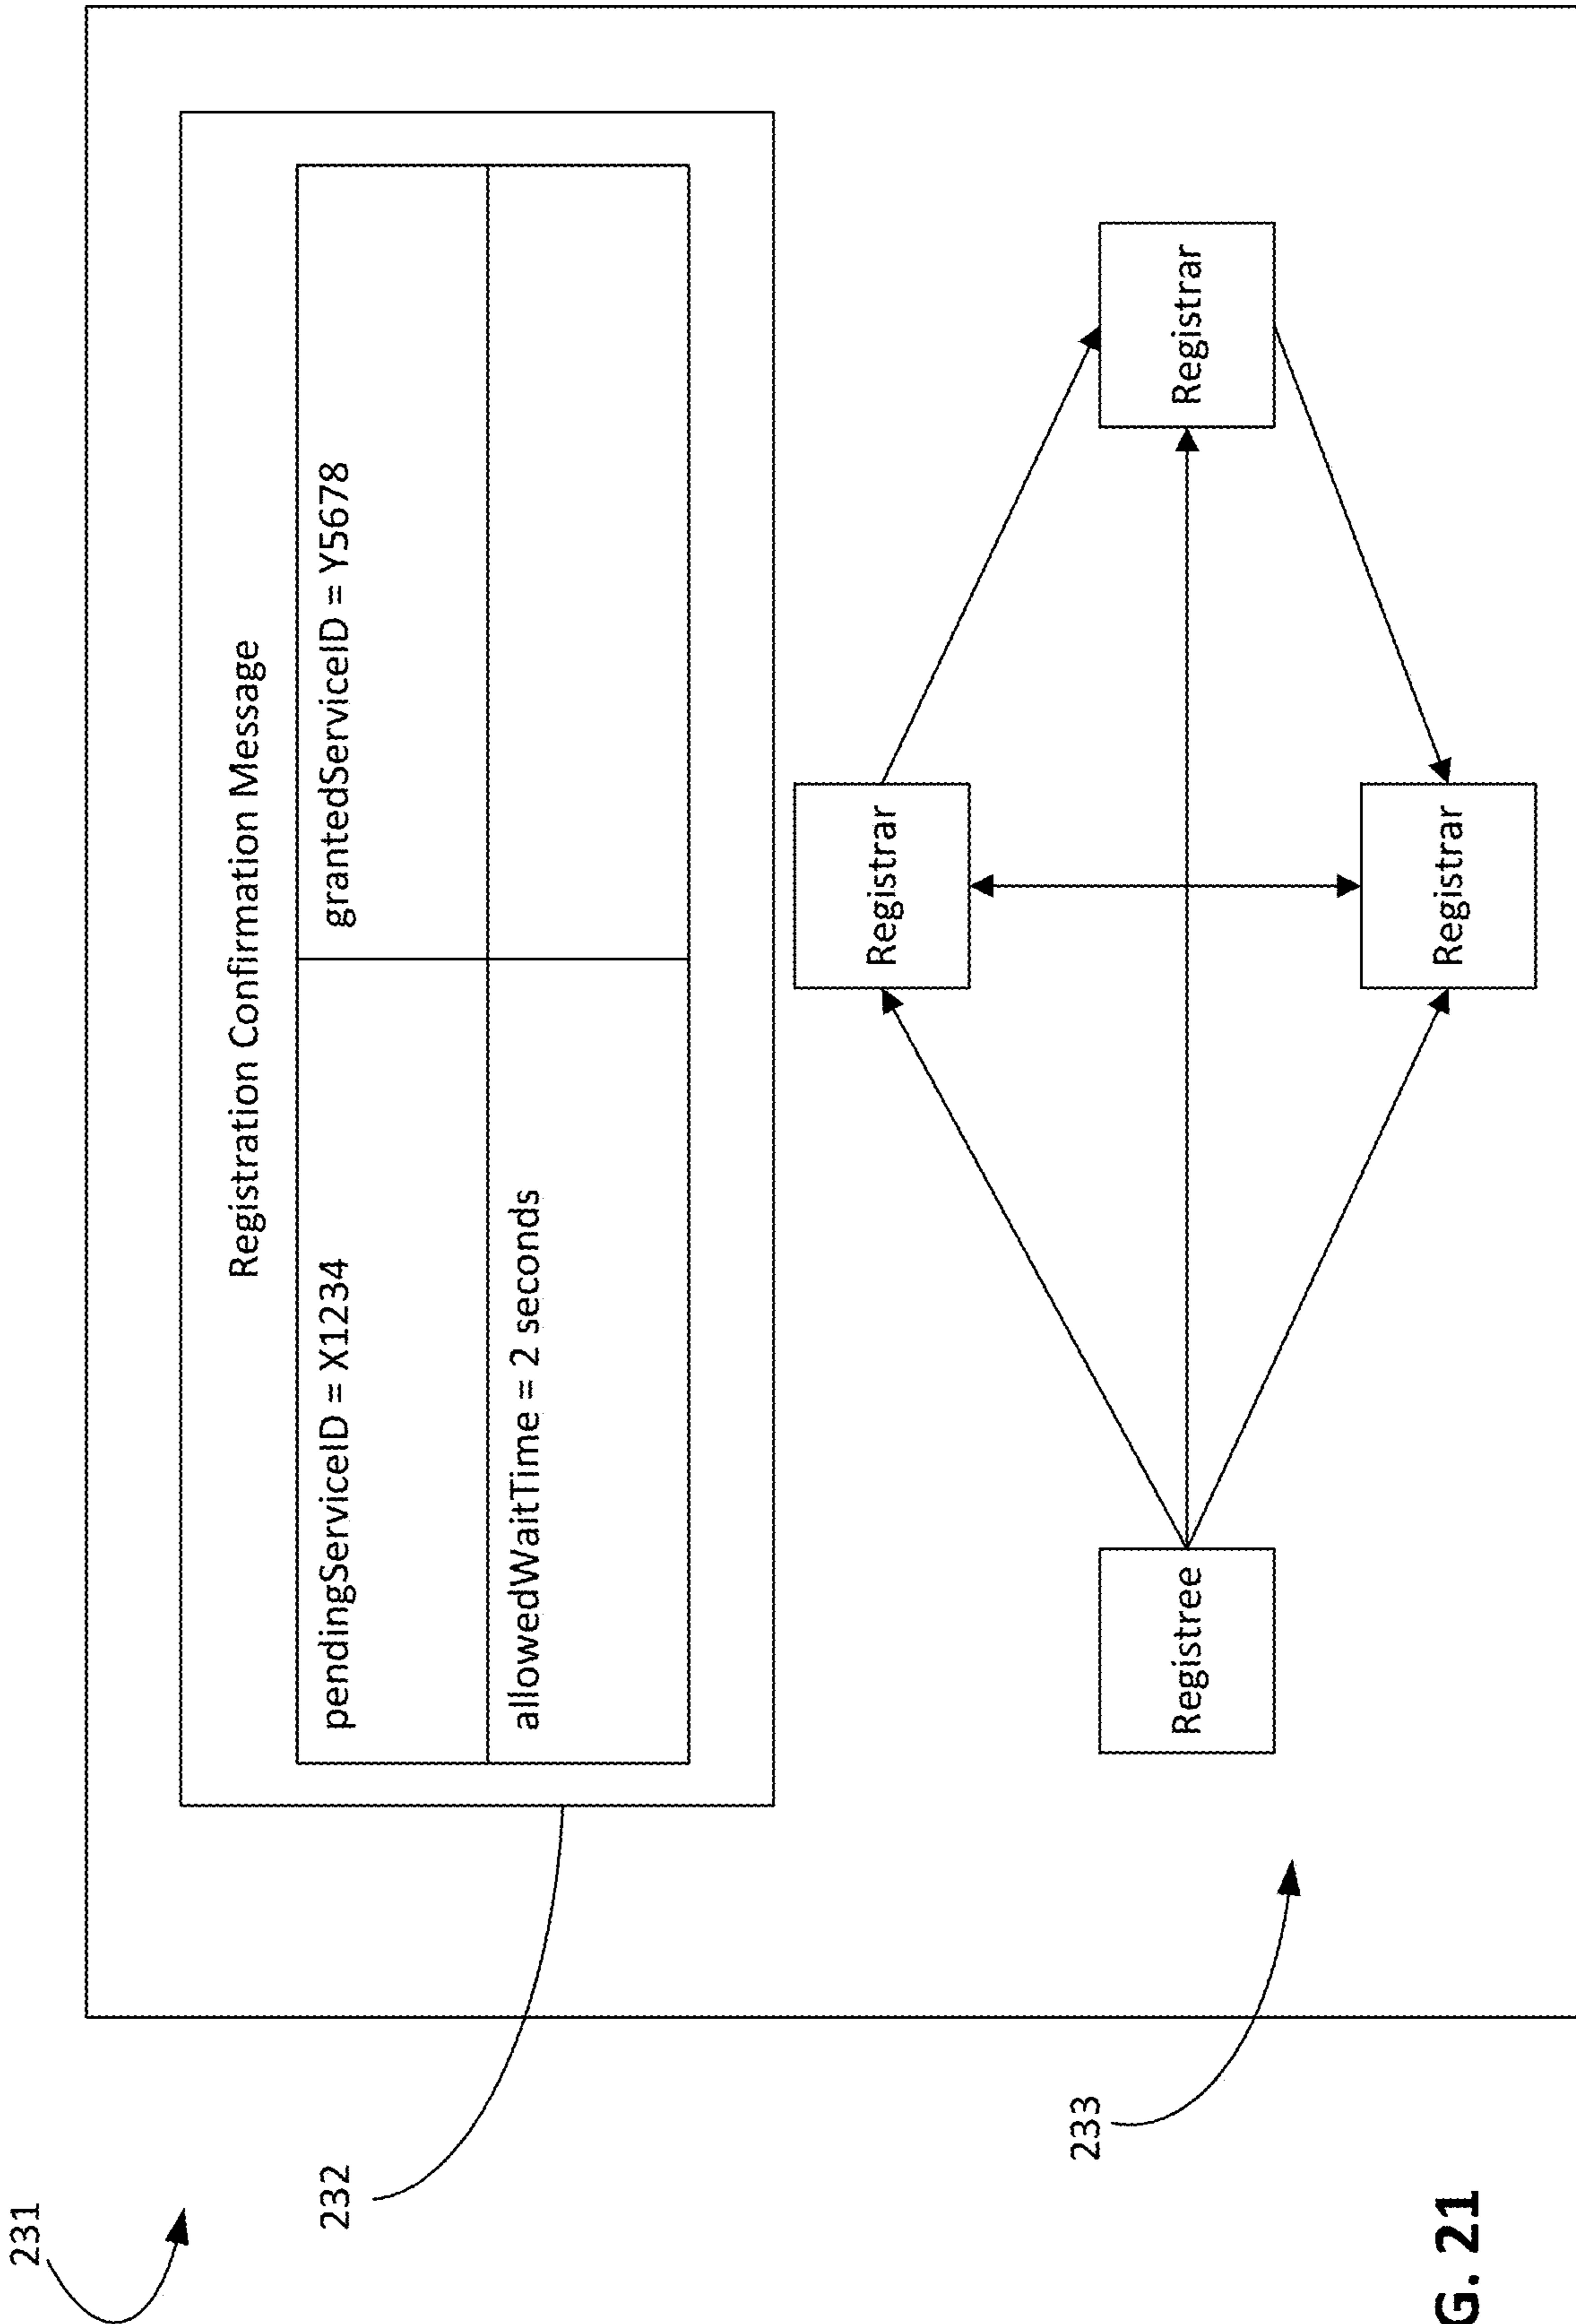 231
232
Registration Confirmation Message
pendingServiceID = X1234
grantedServiceID = Y5678
allowedWaitTime = 2 seconds
233
Registree
Registrar
Registrar
Registrar
G. 21